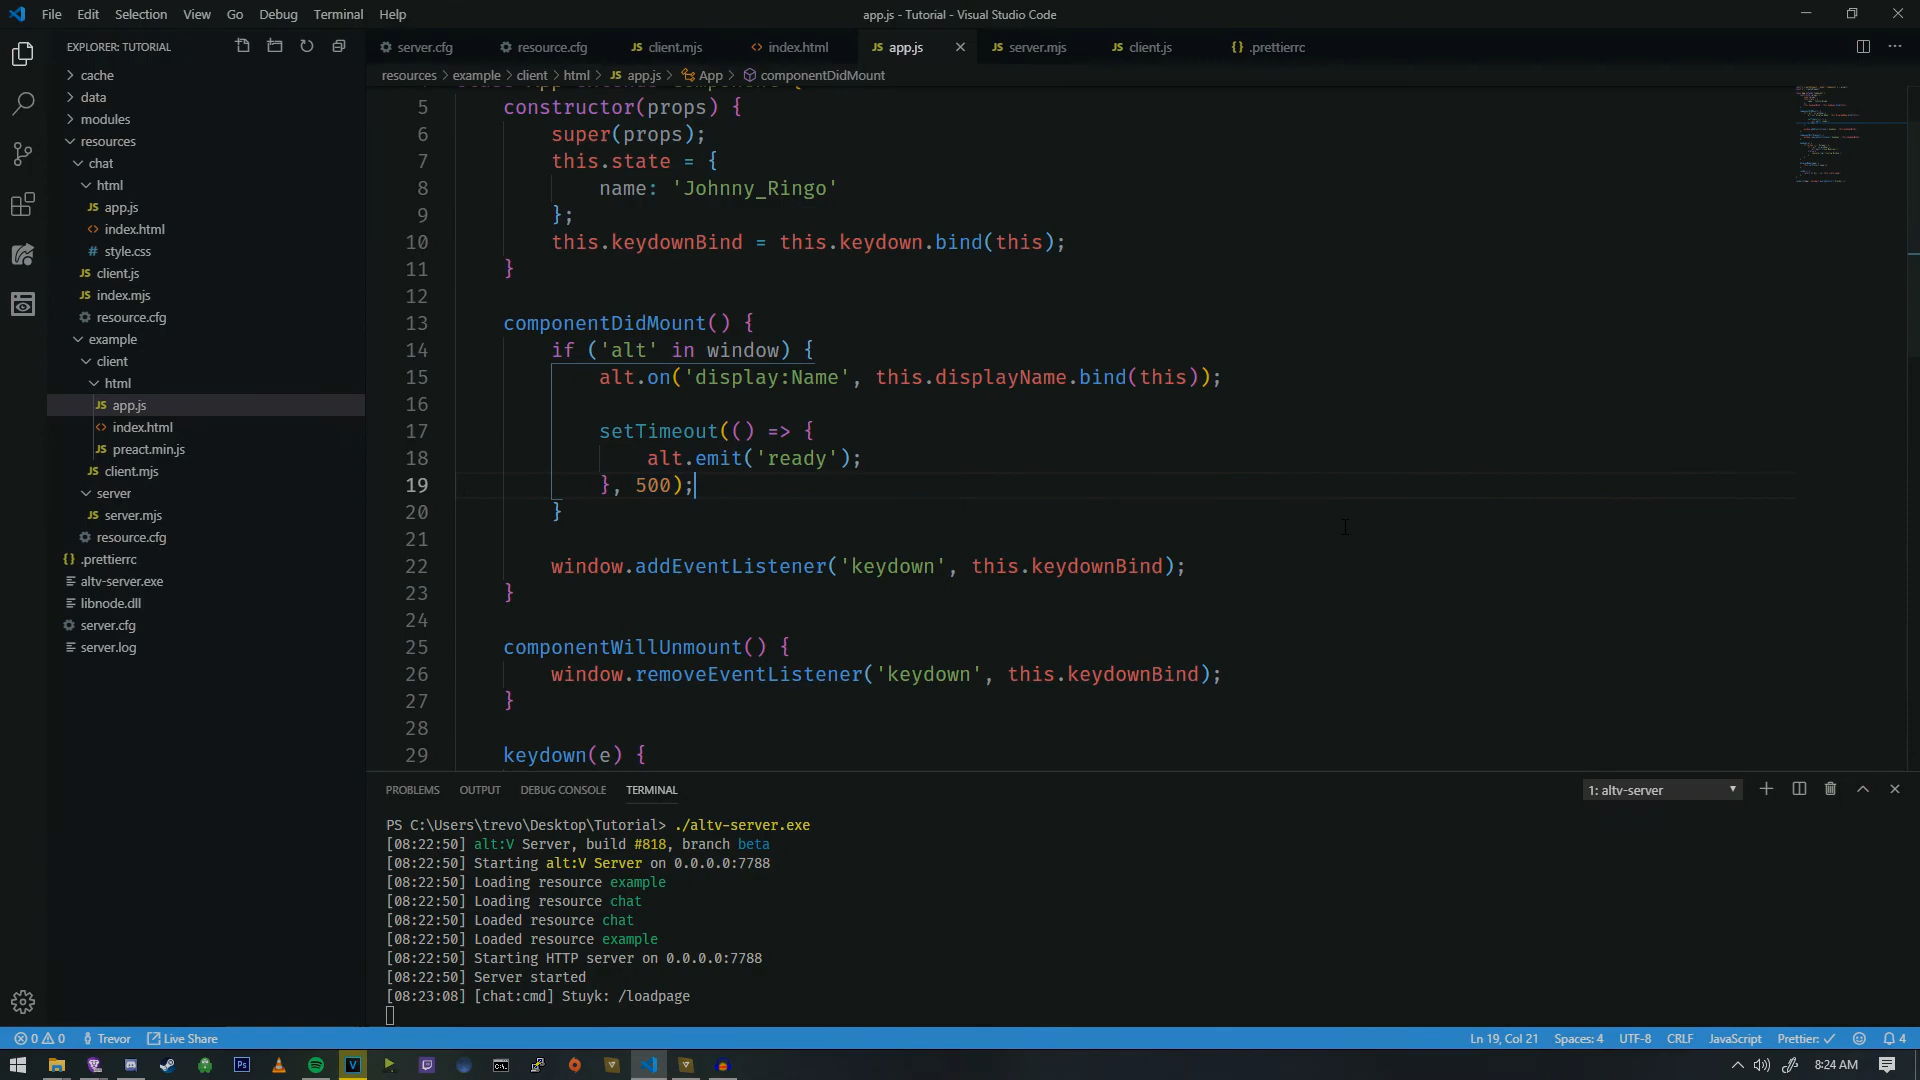 File Edit Selection View Go Debug Terminal Help
app.js - Tutorial - Visual Studio Code
EXPLORER: TUTORIAL
cache
data
modules
resources
chat
html
app.js
index.html
style.css
client.js
index.mjs
resource.cfg
example
client
html
app.js
index.html
preact.min.js
client.mjs
server
server.mjs
resource.cfg
.prettierrc
altv-server.exe
libnode.dll
server.cfg
server.log
server.cfg resource.cfg client.mjs index.html app.js server.mjs client.js .prettierrc
resources > example > client > html > app.js > App > componentDidMount
5 constructor(props) {
6 super(props);
7 this.state = {
8 name: 'Johnny_Ringo'
9 };
10 this.keydownBind = this.keydown.bind(this);
11 }
12
13 componentDidMount() {
14 if ('alt' in window) {
15 alt.on('display:Name', this.displayName.bind(this));
16
17 setTimeout(() => {
18 alt.emit('ready');
19 }, 500);
20 }
21
22 window.addEventListener('keydown', this.keydownBind);
23 }
24
25 componentWillUnmount() {
26 window.removeEventListener('keydown', this.keydownBind);
27 }
28
29 keydown(e) {
PROBLEMS OUTPUT DEBUG CONSOLE TERMINAL 1: altv-server
PS C:\Users\trevo\Desktop\Tutorial> ./altv-server.exe
[08:22:50] alt:V Server, build #818, branch beta
[08:22:50] Starting alt:V Server on 0.0.0.0:7788
[08:22:50] Loading resource example
[08:22:50] Loading resource chat
[08:22:50] Loaded resource chat
[08:22:50] Loaded resource example
[08:22:50] Starting HTTP server on 0.0.0.0:7788
[08:22:50] Server started
[08:23:08] [chat:cmd] Stuyk: /loadpage
0 0 Trevor Live Share Ln 19, Col 21 Spaces: 4 UTF-8 CRLF JavaScript Prettier: ✓ 4
8:24 AM